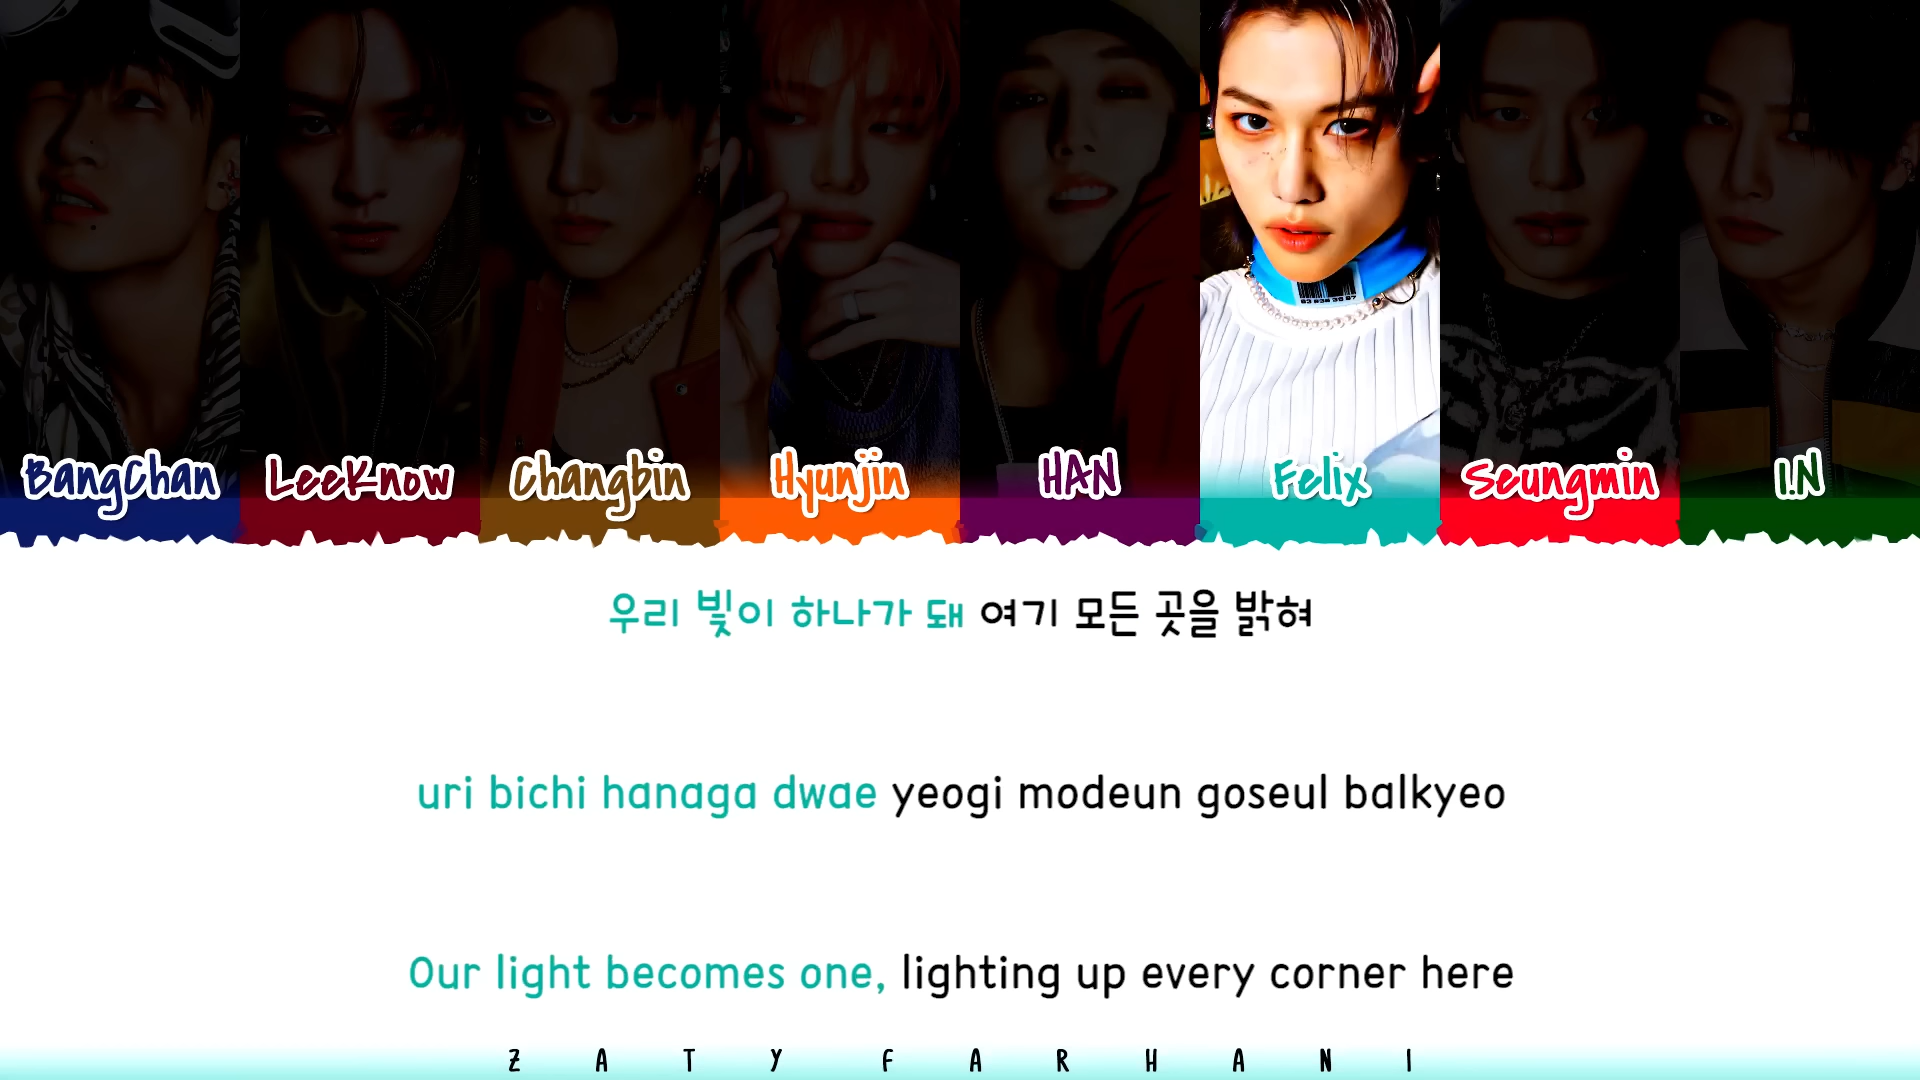 BangChan LeeKnow Changbin Hyunjin HAN Felix Seungmin I.N
우리 빛이 하나가 돼 여기 모든 곳을 밝혀
uri bichi hanaga dwae yeogi modeun goseul balkyeo
Our light becomes one, lighting up every corner here
ZATY FARHANI